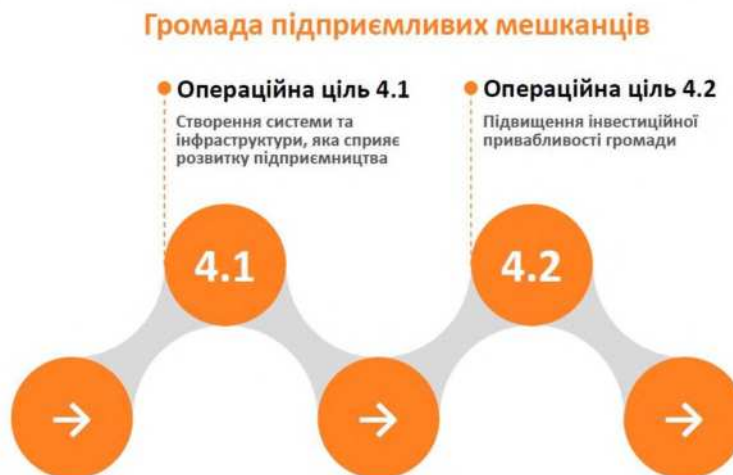 Громада підприємливих мешканців
Операційна ціль 4.1
Створення системи та
інфраструктури, яка сприяє
розвитку підприємництва
Операційна ціль 4.2
Підвищення інвестиційної
привабливості громади
4.1
4.2